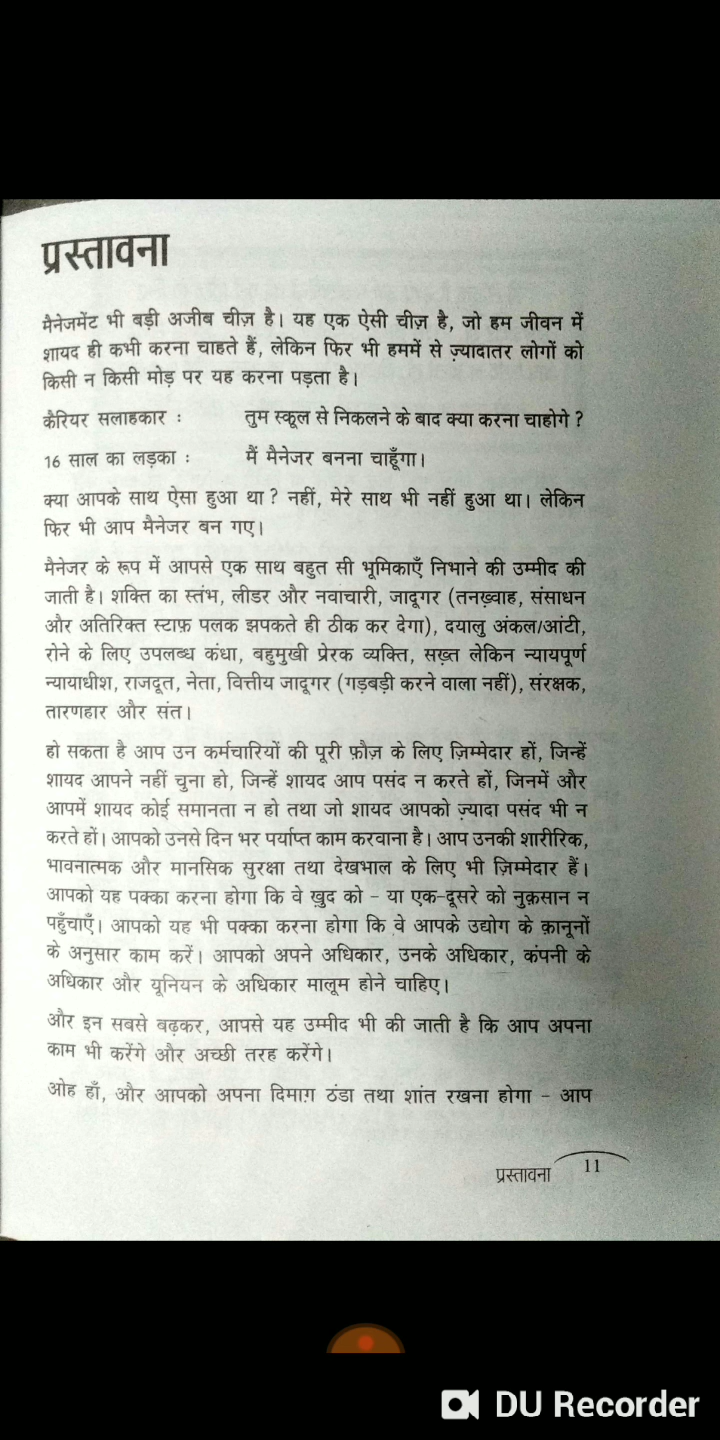 प्रस्तावना
मैनेजमेंट भी बड़ी अजीब चीज़ है। यह एक ऐसी चीज़ है, जो हम जीवन में
शायद ही कभी करना चाहते हैं, लेकिन फिर भी हममें से ज़्यादातर लोगों को
किसी न किसी मोड़ पर यह करना पड़ता है।
कैरियर सलाहकार : तुम स्कूल से निकलने के बाद क्या करना चाहोगे ?
16 साल का लड़का : मैं मैनेजर बनना चाहूँगा।
क्या आपके साथ ऐसा हुआ था ? नहीं, मेरे साथ भी नहीं हुआ था। लेकिन
फिर भी आप मैनेजर बन गए।
मैनेजर के रूप में आपसे एक साथ बहुत सी भूमिकाएँ निभाने की उम्मीद की
जाती है। शक्ति का स्तंभ, लीडर और नवाचारी, जादूगर (तनख़्वाह, संसाधन
और अतिरिक्त स्टाफ़ पलक झपकते ही ठीक कर देगा), दयालु अंकल/आंटी,
रोने के लिए उपलब्ध कंधा, बहुमुखी प्रेरक व्यक्ति, सख़्त लेकिन न्यायपूर्ण
न्यायाधीश, राजदूत, नेता, वित्तीय जादूगर (गड़बड़ी करने वाला नहीं), संरक्षक,
तारणहार और संत।
हो सकता है आप उन कर्मचारियों की पूरी फ़ौज़ के लिए ज़िम्मेदार हों, जिन्हें
शायद आपने नहीं चुना हो, जिन्हें शायद आप पसंद न करते हों, जिनमें और
आपमें शायद कोई समानता न हो तथा जो शायद आपको ज़्यादा पसंद भी न
करते हों। आपको उनसे दिन भर पर्याप्त काम करवाना है। आप उनकी शारीरिक,
भावनात्मक और मानसिक सुरक्षा तथा देखभाल के लिए भी ज़िम्मेदार हैं।
आपको यह पक्का करना होगा कि वे ख़ुद को - या एक-दूसरे को नुक़सान न
पहुँचाएँ। आपको यह भी पक्का करना होगा कि वे आपके उद्योग के क़ानूनों
के अनुसार काम करें। आपको अपने अधिकार, उनके अधिकार, कंपनी के
अधिकार और यूनियन के अधिकार मालूम होने चाहिए।
और इन सबसे बढ़कर, आपसे यह उम्मीद भी की जाती है कि आप अपना
काम भी करेंगे और अच्छी तरह करेंगे।
ओह हाँ, और आपको अपना दिमाग़ ठंडा तथा शांत रखना होगा - आप
प्रस्तावना 11
DU Recorder